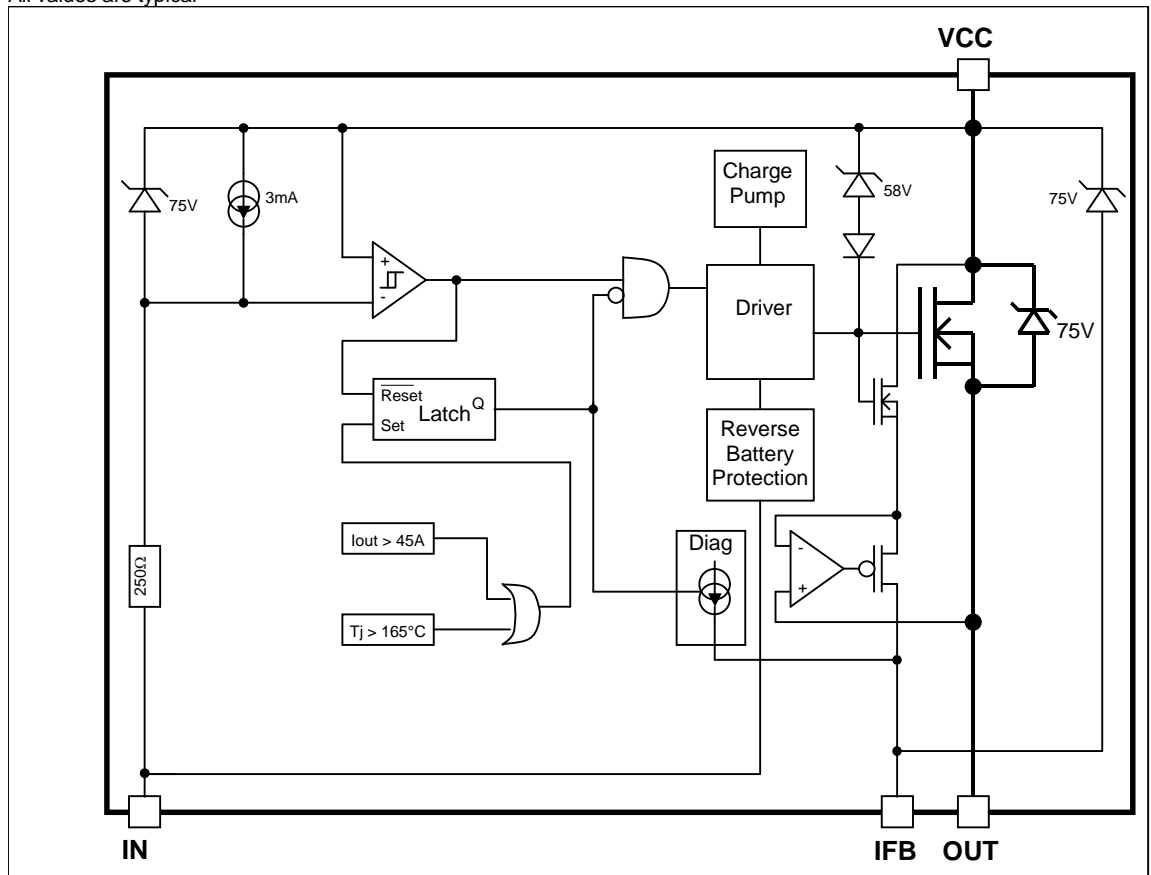 All values are typical
VCC
Charge
Pump
75V
3mA
58V
75V
+
-
Driver
75V
Reset
Latch
Q
Set
Reverse
Battery
Protection
Iout > 45A
Diag
-
+
250Ω
Tj > 165°C
IN
IFB
OUT